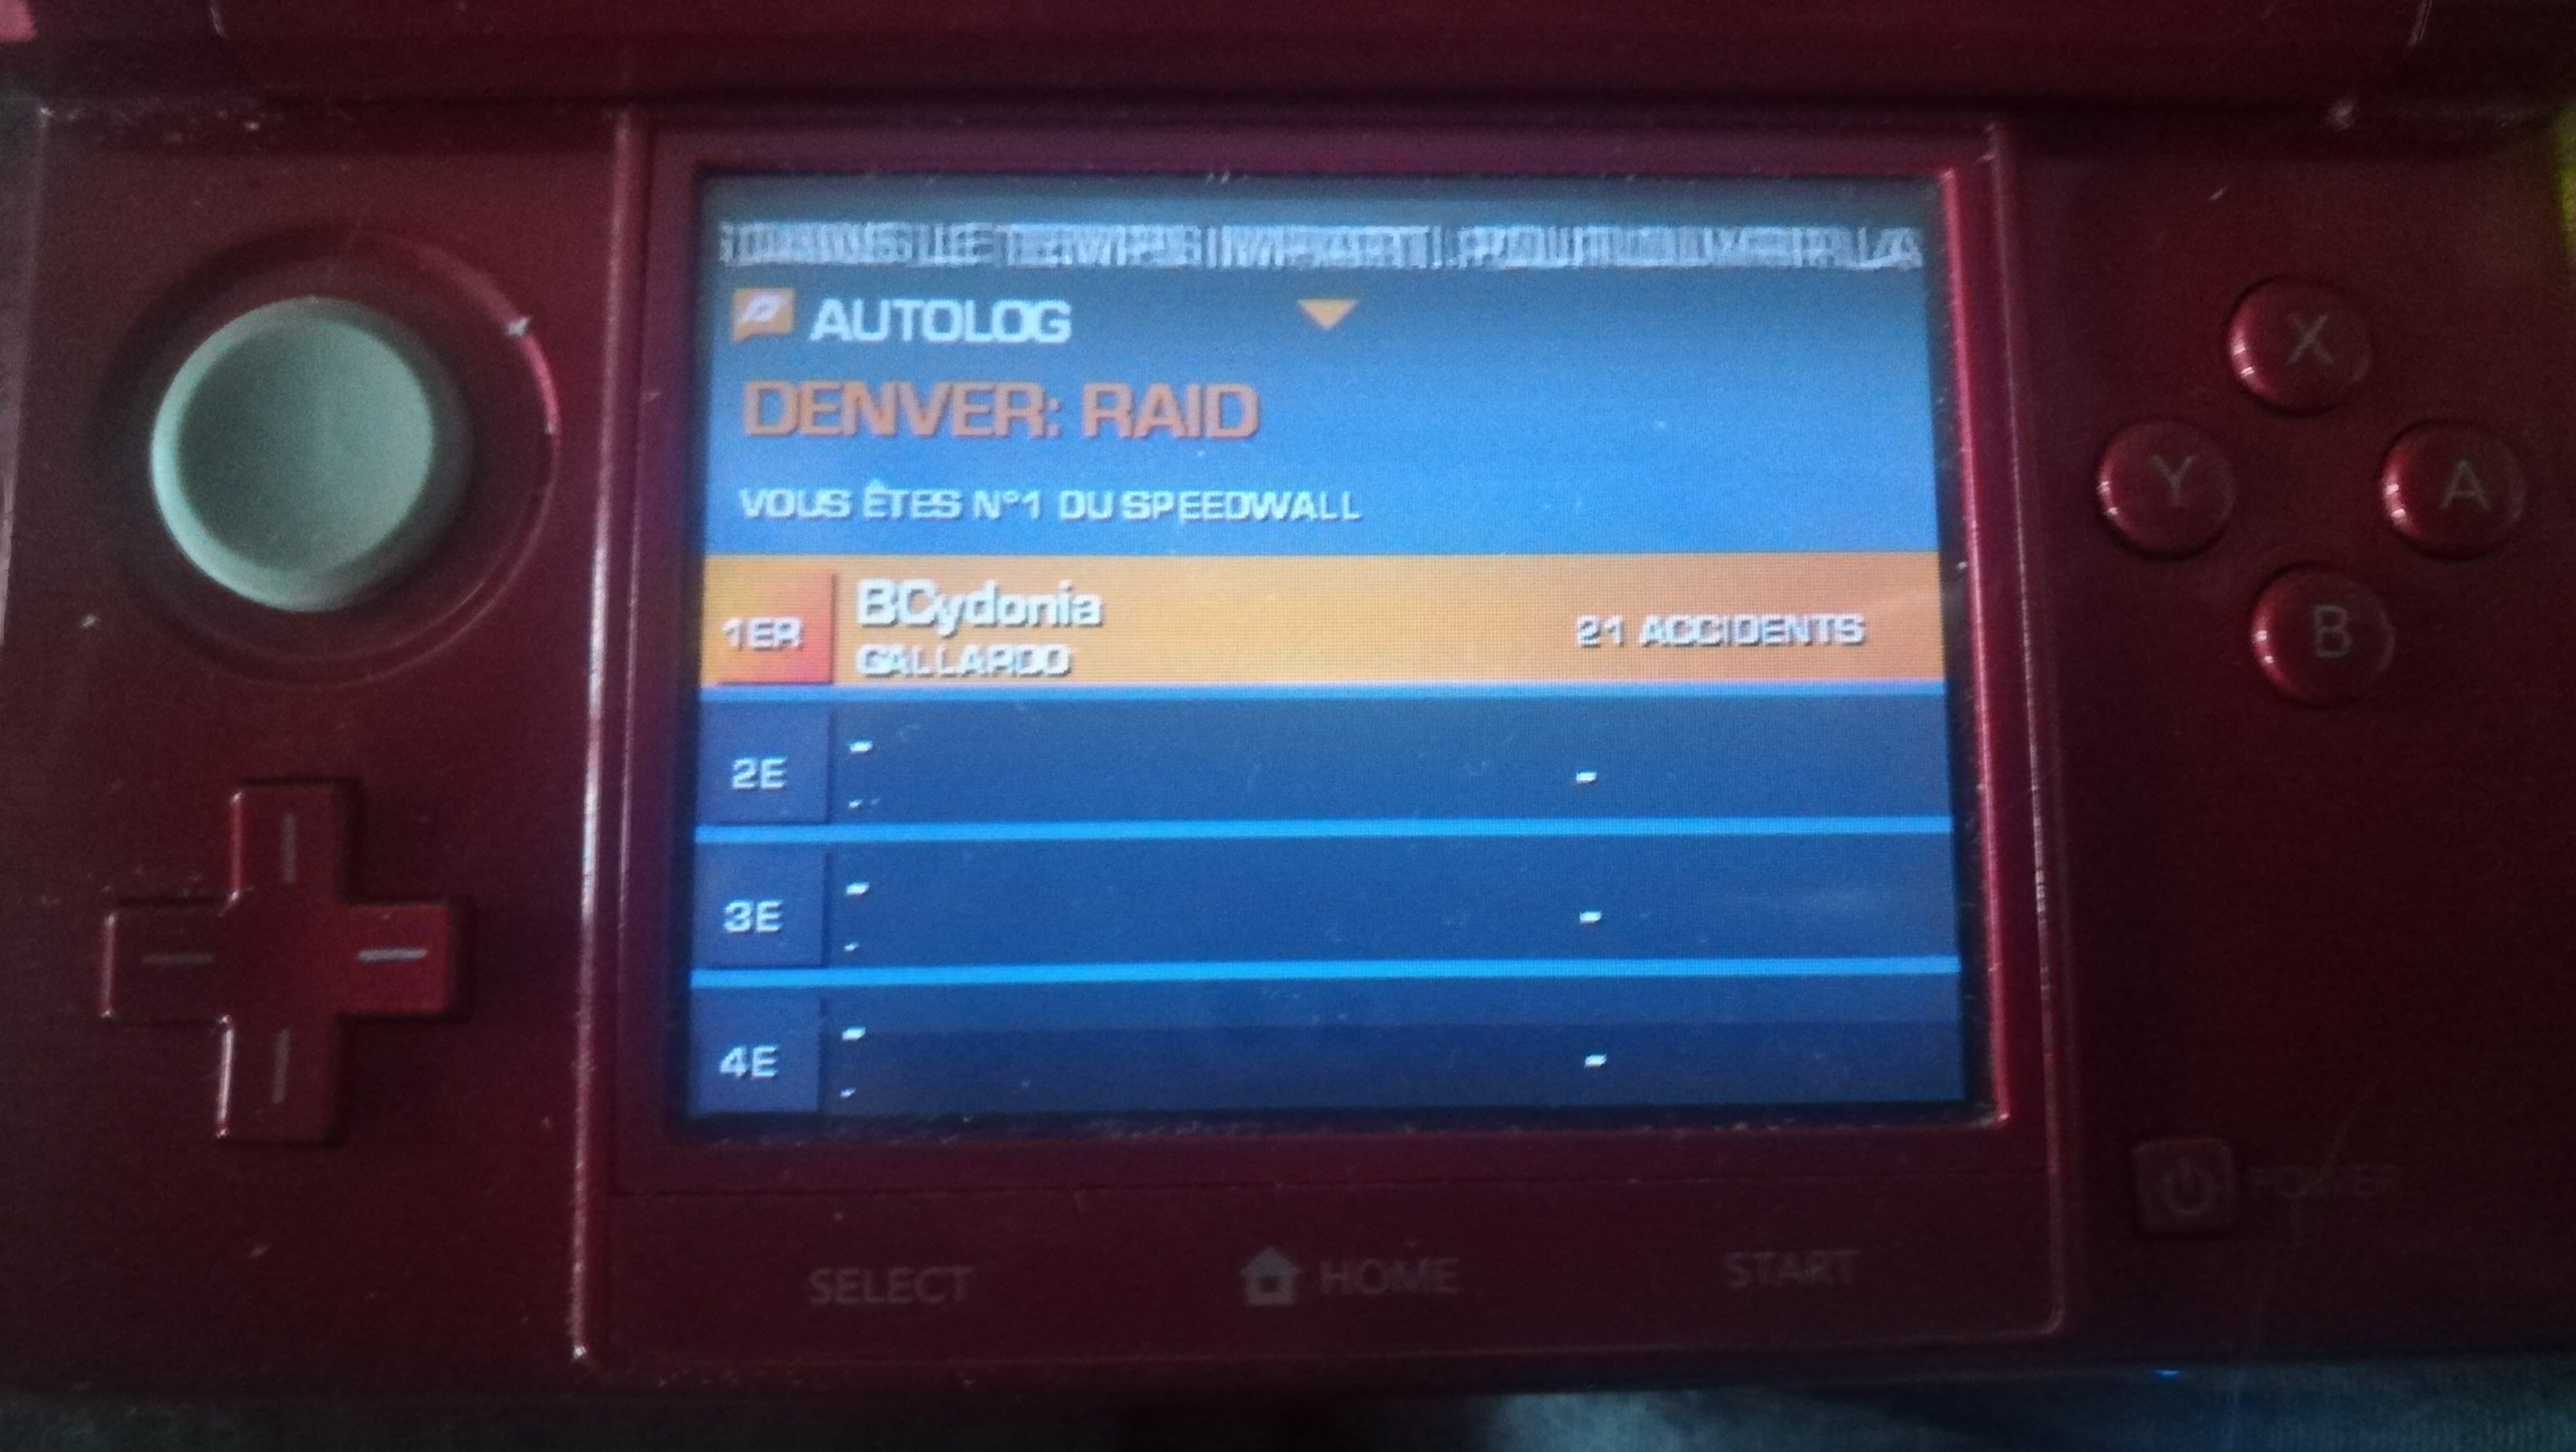 AUTOLOG
DENVER: RAID
VOUS ÊTES N°1 DU SPEEDWALL
1ER
BCydonia
GALLARDO
21 ACCIDENTS
2E
-
-
-
3E
-
-
-
4E
-
-
-
X
Y
A
B
SELECT
HOME
START
POWER